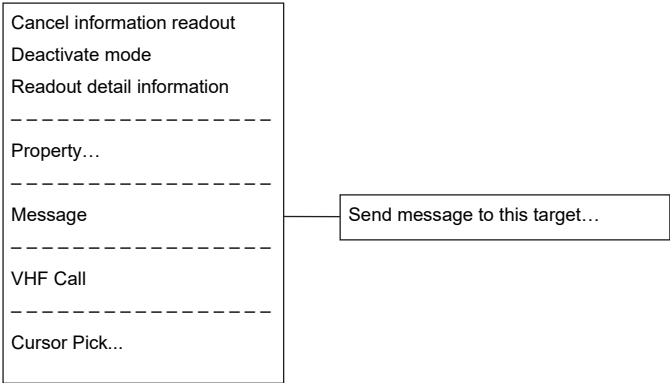 Cancel information readout
Deactivate mode
Readout detail information
Property…
Message
Send message to this target…
VHF Call
Cursor Pick...